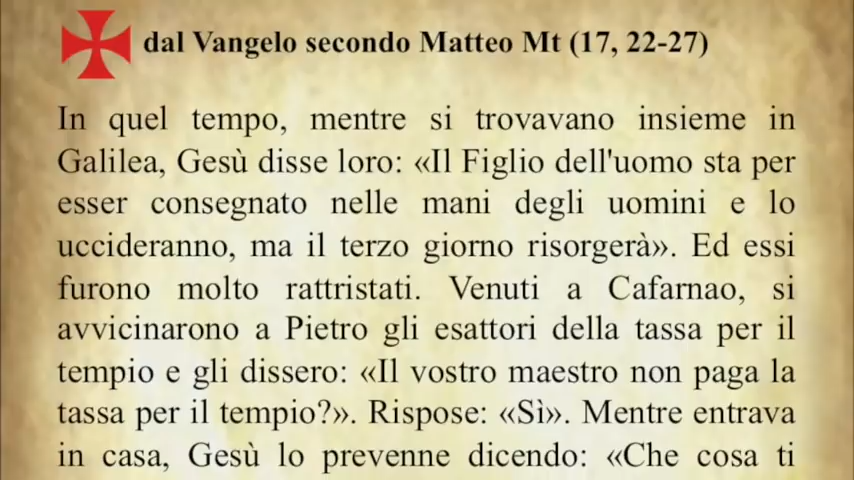 dal Vangelo secondo Matteo Mt (17, 22-27)
In quel tempo, mentre si trovavano insieme in
Galilea, Gesù disse loro: «Il Figlio dell'uomo sta per
esser consegnato nelle mani degli uomini e lo
uccideranno, ma il terzo giorno risorgerà». Ed essi
furono molto rattristati. Venuti a Cafarnao, si
avvicinarono a Pietro gli esattori della tassa per il
tempio e gli dissero: «Il vostro maestro non paga la
tassa per il tempio?». Rispose: «Sì». Mentre entrava
in casa, Gesù lo prevenne dicendo: «Che cosa ti